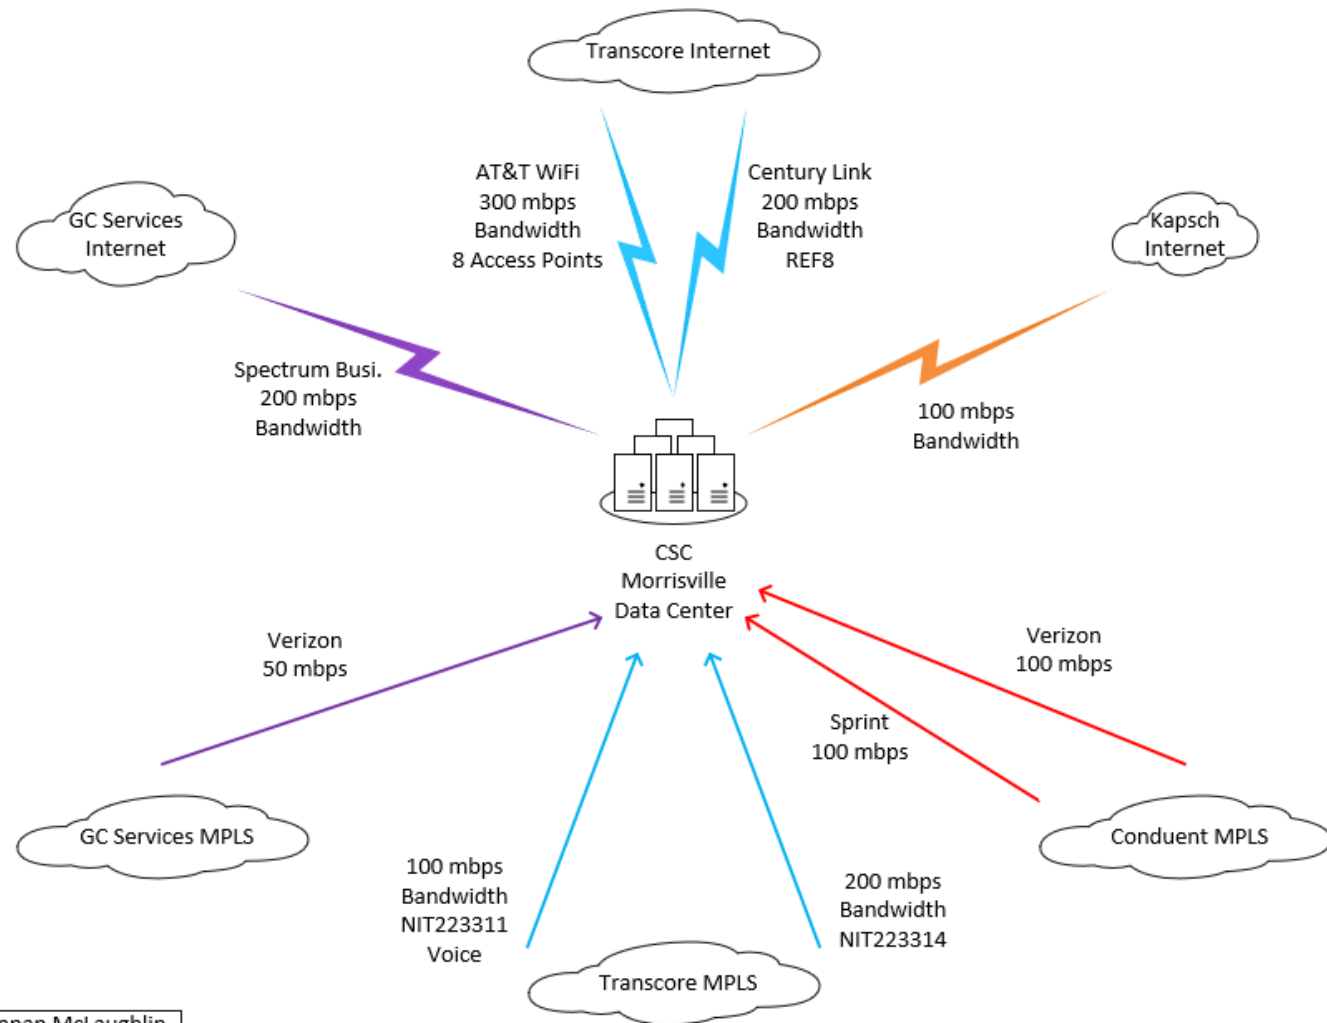 Transcore Internet
AT&T WiFi
300 mbps
Bandwidth
8 Access Points
Century Link
200 mbps
Bandwidth
REF8
GC Services
Internet
Kapsch
Internet
Spectrum Busi.
200 mbps
Bandwidth
100 mbps
Bandwidth
CSC
Morrisville
Data Center
Verizon
50 mbps
Verizon
100 mbps
Sprint
100 mbps
GC Services MPLS
Conduent MPLS
100 mbps
Bandwidth
NIT223311
Voice
200 mbps
Bandwidth
NIT223314
Transcore MPLS
McLaughlin